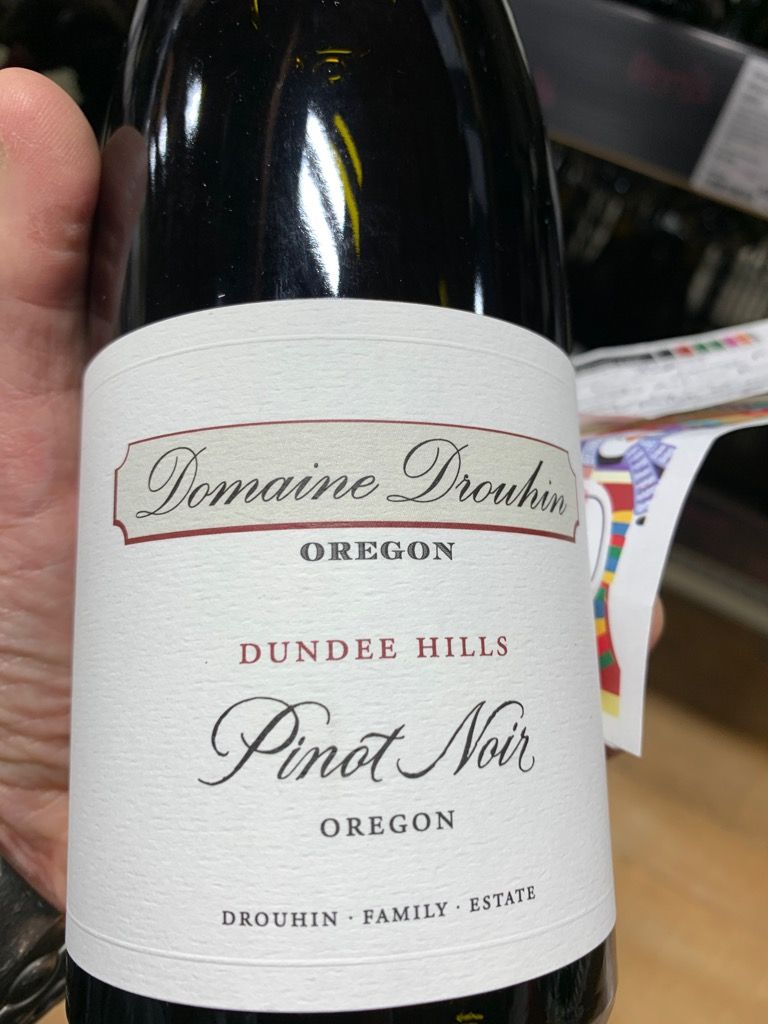 Domaine Drouhin
OREGON
DUNDEE HILLS
Pinot Noir
OREGON
DROUHIN · FAMILY · ESTATE